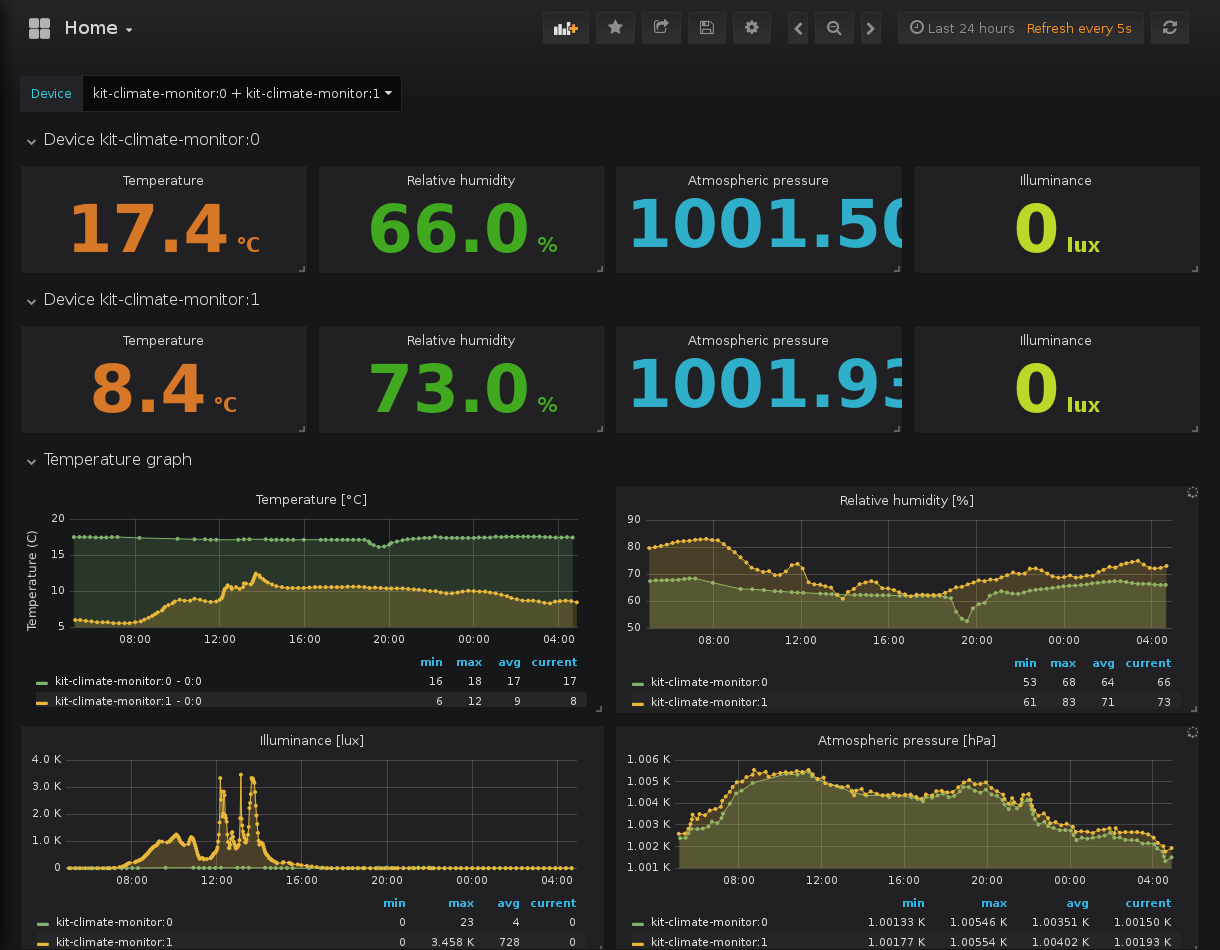 Home
Last 24 hours Refresh every 5s
Device kit-climate-monitor:0 + kit-climate-monitor:1
Device kit-climate-monitor:0
Temperature Relative humidity Atmospheric pressure Illuminance
17.4 °C 66.0 % 1001.50 0 lux
Device kit-climate-monitor:1
Temperature Relative humidity Atmospheric pressure Illuminance
8.4 °C 73.0 % 1001.93 0 lux
Temperature graph
Temperature [°C]
Temperature (C)
20
15
10
5
08:00 12:00 16:00 20:00 00:00 04:00
min max avg current
kit-climate-monitor:0 - 0:0 16 18 17 17
kit-climate-monitor:1 - 0:0 6 12 9 8
Relative humidity [%]
90
80
70
60
50
08:00 12:00 16:00 20:00 00:00 04:00
min max avg current
kit-climate-monitor:0 53 68 64 66
kit-climate-monitor:1 61 83 71 73
Illuminance [lux]
4.0 K
3.0 K
2.0 K
1.0 K
0
08:00 12:00 16:00 20:00 00:00 04:00
min max avg current
kit-climate-monitor:0 0 23 4 0
kit-climate-monitor:1 0 3.458 K 728 0
Atmospheric pressure [hPa]
1.006 K
1.005 K
1.004 K
1.003 K
1.002 K
1.001 K
08:00 12:00 16:00 20:00 00:00 04:00
min max avg current
kit-climate-monitor:0 1.00133 K 1.00546 K 1.00351 K 1.00150 K
kit-climate-monitor:1 1.00177 K 1.00554 K 1.00402 K 1.00193 K